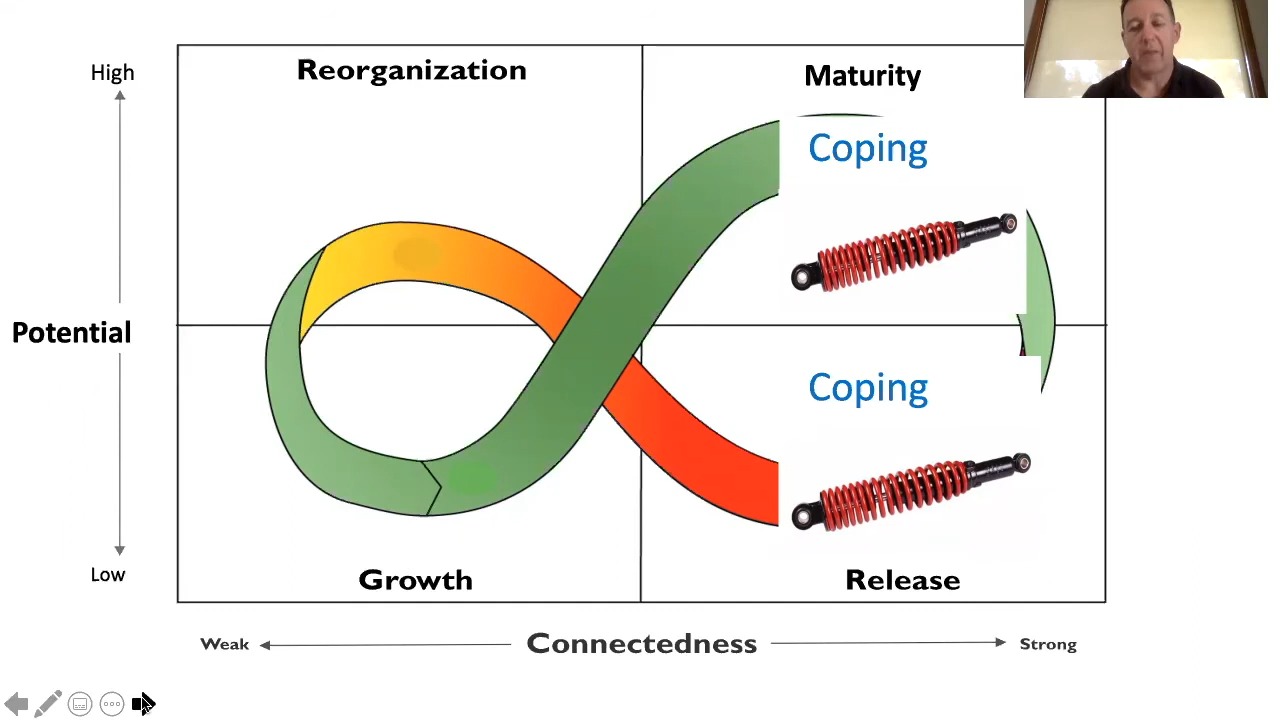 High
Reorganization
Maturity
Coping
Potential
Coping
Low
Growth
Release
Weak
Connectedness
Strong